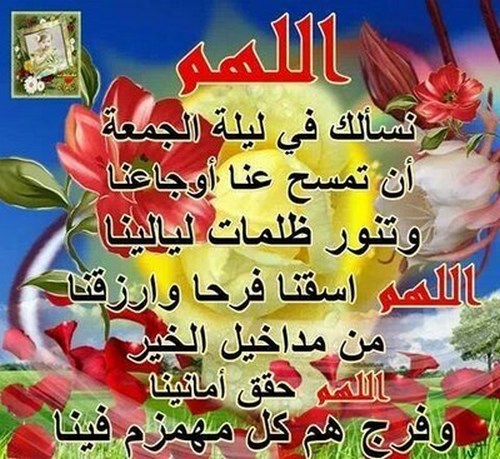 اللهم
نسألك في ليلة الجمعة
أن تمسح عنا أوجاعنا
وتنور ظلمات ليالينا
اللهم اسقنا فرحا وارزقنا
من مداخيل الخير
اللهم حقق أمانينا
وفرج هم كل مهمزم فينا